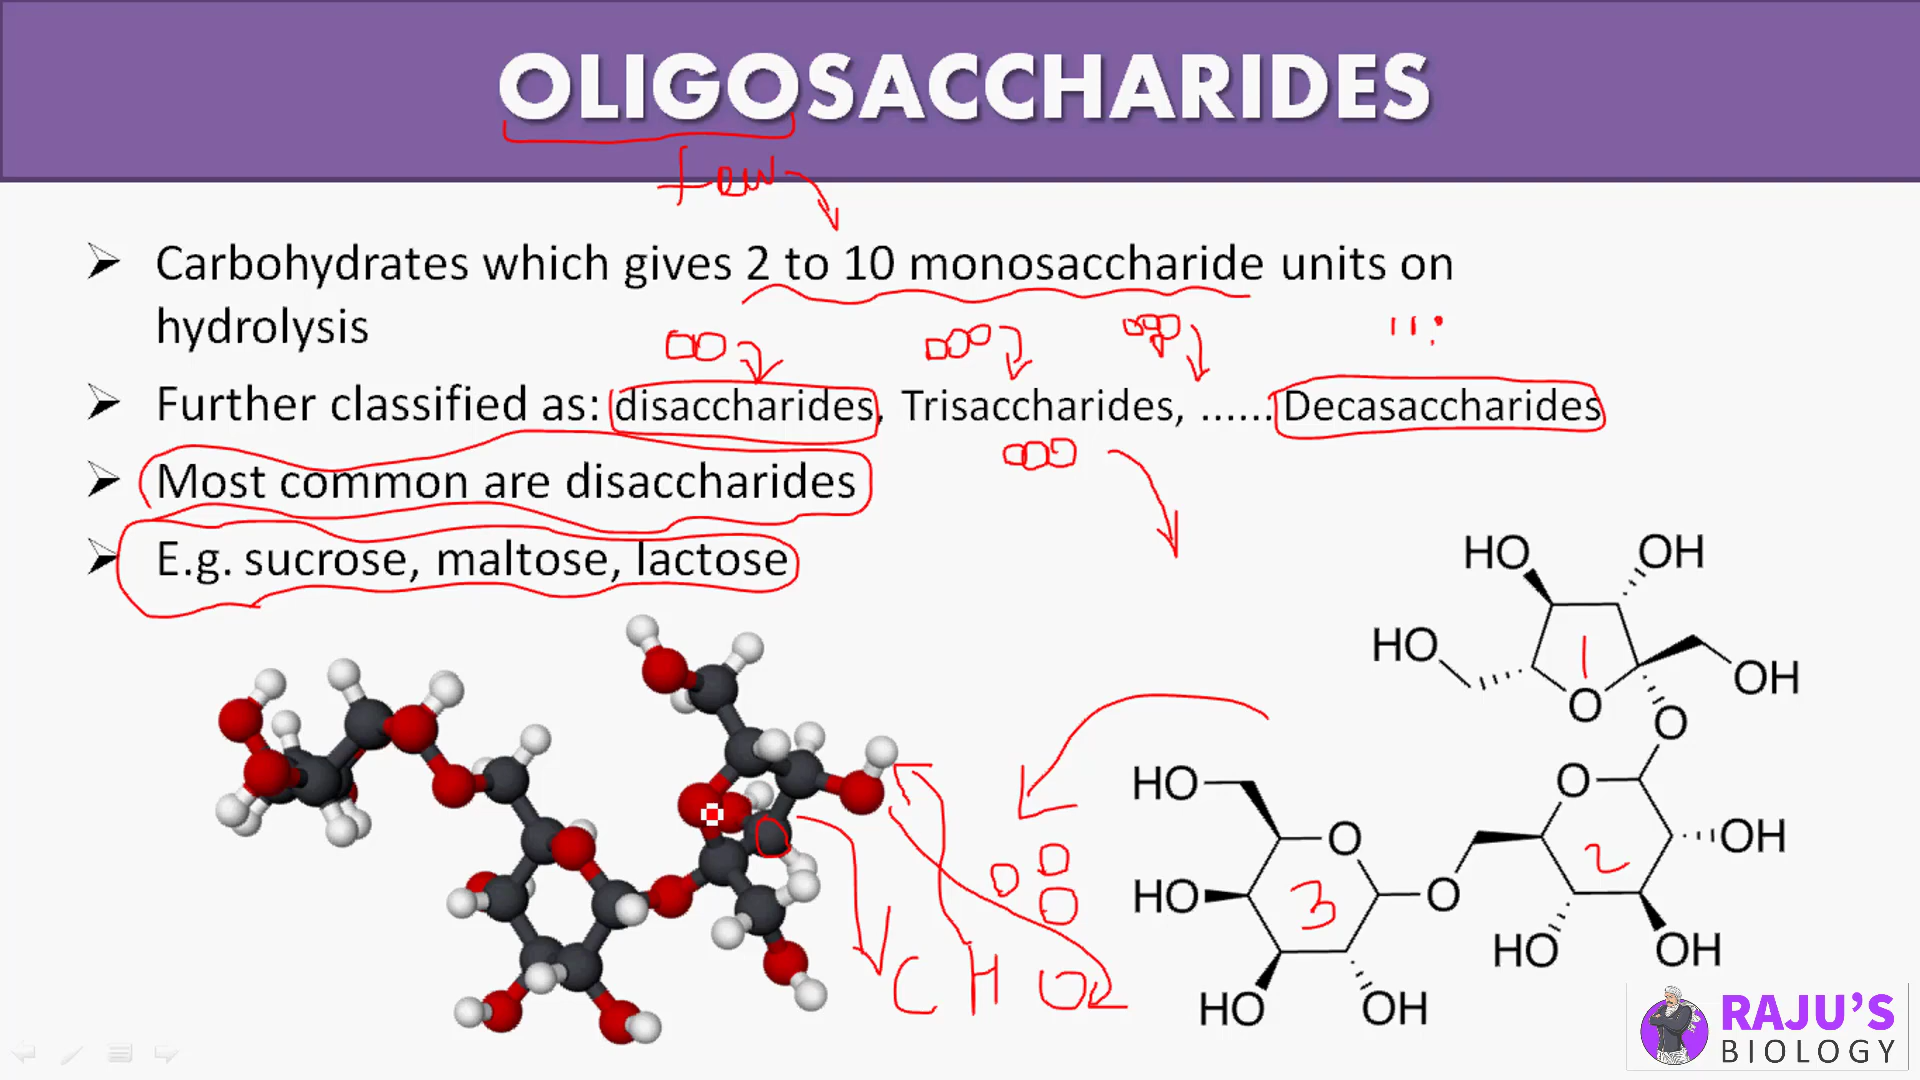 OLIGOSACCHARIDES
few
➢ Carbohydrates which gives 2 to 10 monosaccharide units on
hydrolysis
➢ Further classified as: disaccharides, Trisaccharides, ...... Decasaccharides
➢ Most common are disaccharides
➢ E.g. sucrose, maltose, lactose
HO OH
HO 1 OH
O
O
HO O
O 2 OH
HO 3 O
HO OH
C H O
HO OH
RAJU'S
BIOLOGY